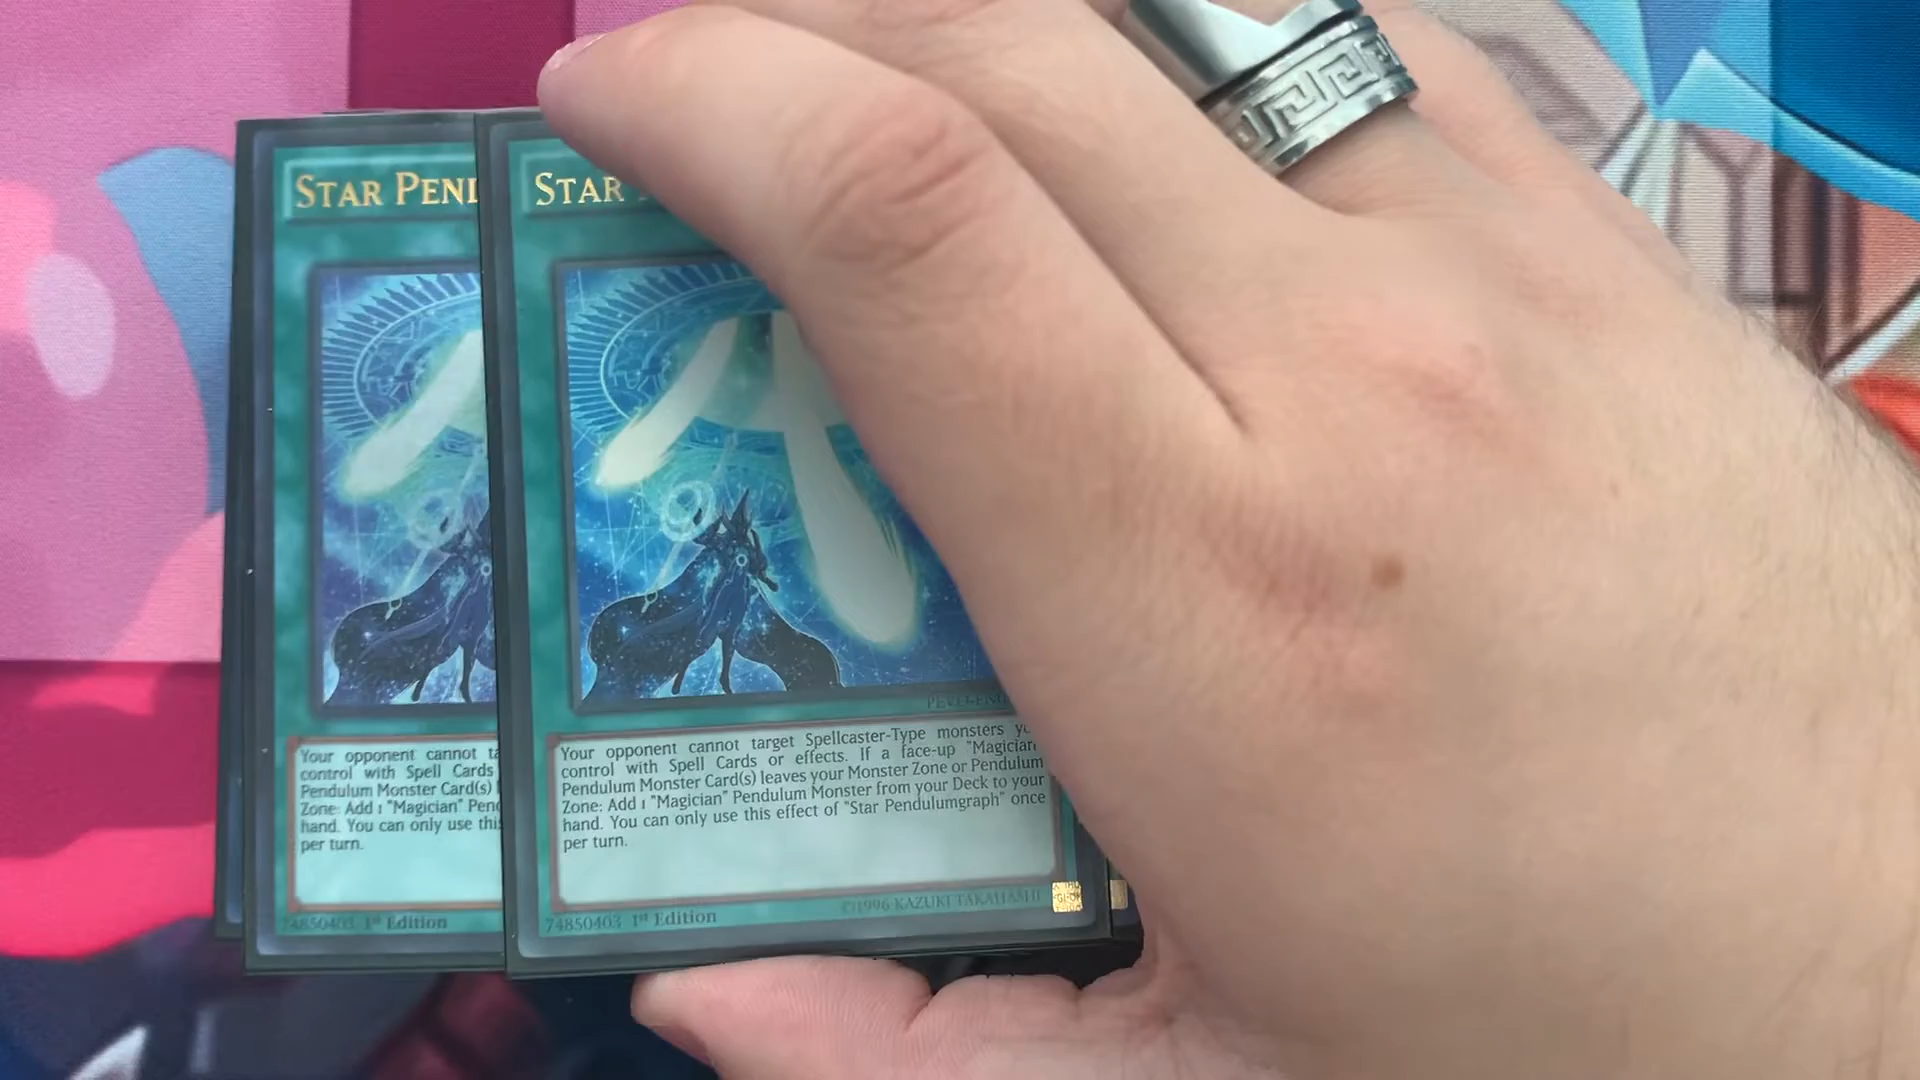 STAR PEND
Your opponent cannot ta
control with Spell Cards
Pendulum Monster Card(s)
Zone: Add 1 "Magician" Pen
hand. You can only use this
per turn.
74850403 1st Edition
STAR
PEVO-EN
Your opponent cannot target Spellcaster-Type monsters yo
control with Spell Cards or effects. If a face-up "Magician
Pendulum Monster Card(s) leaves your Monster Zone or Pendulum
Zone: Add 1 "Magician" Pendulum Monster from your Deck to your
hand. You can only use this effect of "Star Pendulumgraph" once
per turn.
74850403 1st Edition
©1996 KAZUKI TAKAHASHI